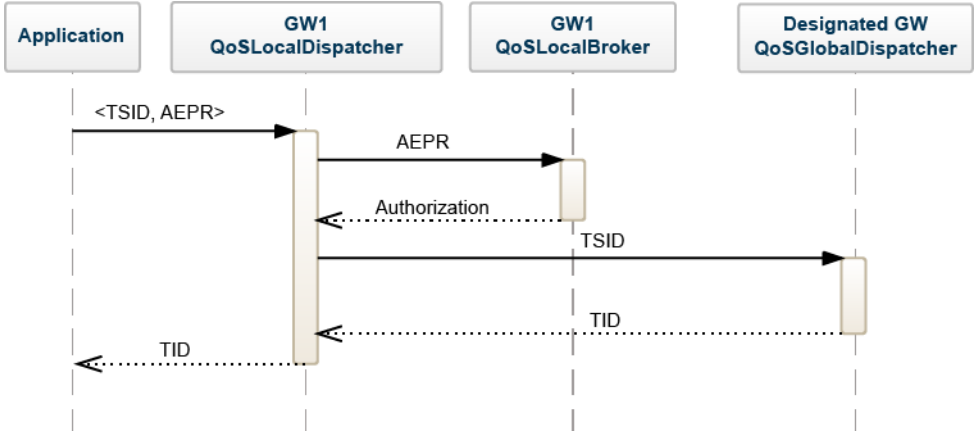 Application
GW1
QoSLocalDispatcher
GW1
QoSLocalBroker
Designated GW
QoSGlobalDispatcher
<TSID, AEPR>
AEPR
Authorization
TSID
TID
TID